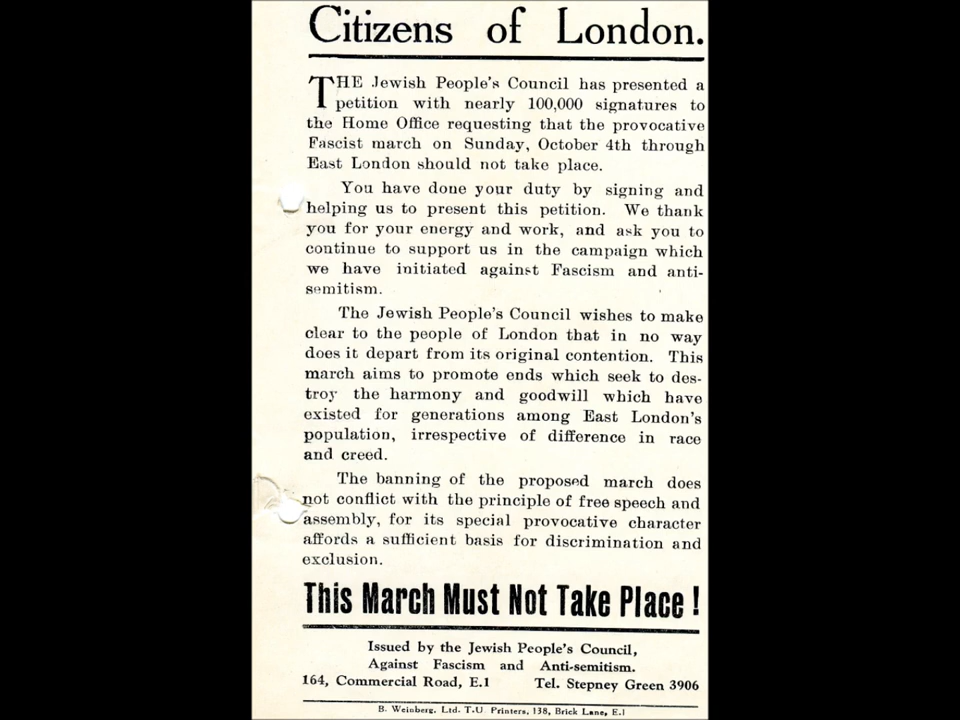 Citizens of London.
THE Jewish People's Council has presented a
petition with nearly 100,000 signatures to
the Home Office requesting that the provocative
Fascist march on Sunday, October 4th through
East London should not take place.
You have done your duty by signing and
helping us to present this petition. We thank
you for your energy and work, and ask you to
continue to support us in the campaign which
we have initiated against Fascism and anti-
semitism.
The Jewish People's Council wishes to make
clear to the people of London that in no way
does it depart from its original contention. This
march aims to promote ends which seek to des-
troy the harmony and goodwill which have
existed for generations among East London's
population, irrespective of difference in race
and creed.
The banning of the proposed march does
not conflict with the principle of free speech and
assembly, for its special provocative character
affords a sufficient basis for discrimination and
exclusion.
This March Must Not Take Place !
Issued by the Jewish People's Council,
Against Fascism and Anti-semitism.
164, Commercial Road, E.1 Tel. Stepney Green 3906
B. Weinberg, Ltd. T.U. Printers, 138, Brick Lane, E.1